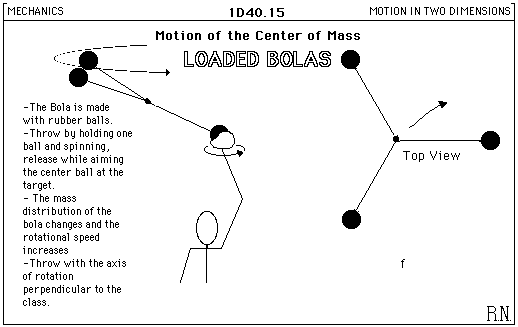 MECHANICS
1D40.15
MOTION IN TWO DIMENSIONS
Motion of the Center of Mass
LOADED BOLAS
-The Bola is made
with rubber balls.
-Throw by holding one
ball and spinning,
release while aiming
the center ball at the
target.
- The mass
distribution of the
bola changes and the
rotational speed
increases
-Throw with the axis
of rotation
perpendicular to the
class.
Top View
f
R.N.